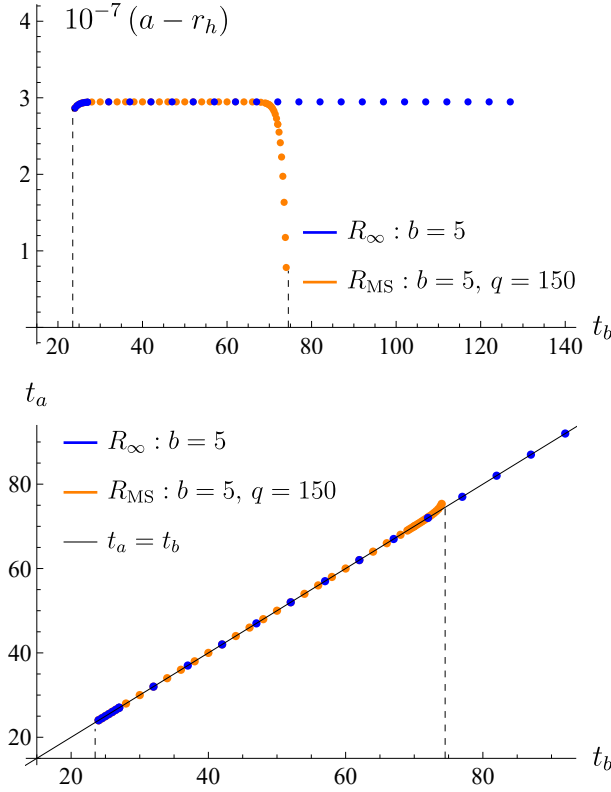 10⁻⁷ (a − r_h)
4
3
2
1
R_∞ : b = 5
R_MS : b = 5, q = 150
20 40 60 80 100 120 140
t_b
t_a
R_∞ : b = 5
R_MS : b = 5, q = 150
t_a = t_b
80
60
40
20
20 40 60 80
t_b